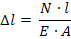 Δl = N · l / E · A